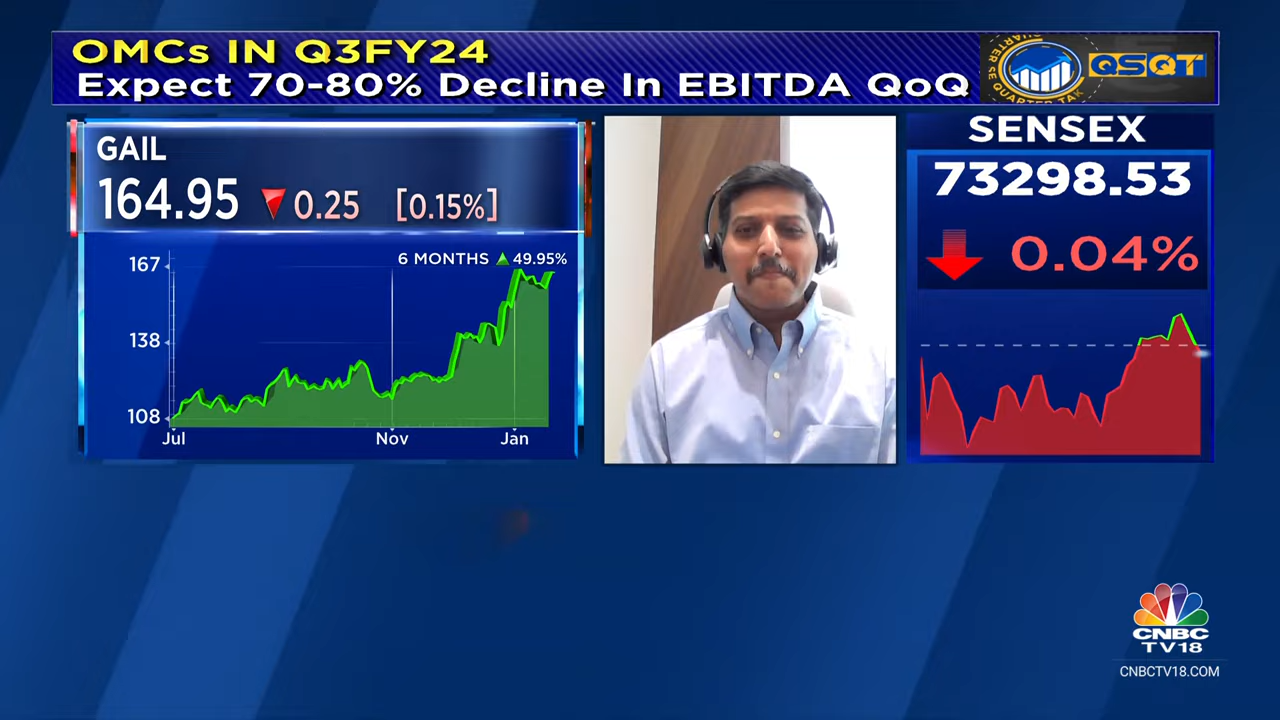 OMCs IN Q3FY24
Expect 70-80% Decline In EBITDA QoQ
QSQT
GAIL
164.95 0.25 [0.15%]
6 MONTHS 49.95%
167
138
108
Jul Nov Jan
SENSEX
73298.53
0.04%
CNBC
TV18
CNBCTV18.COM